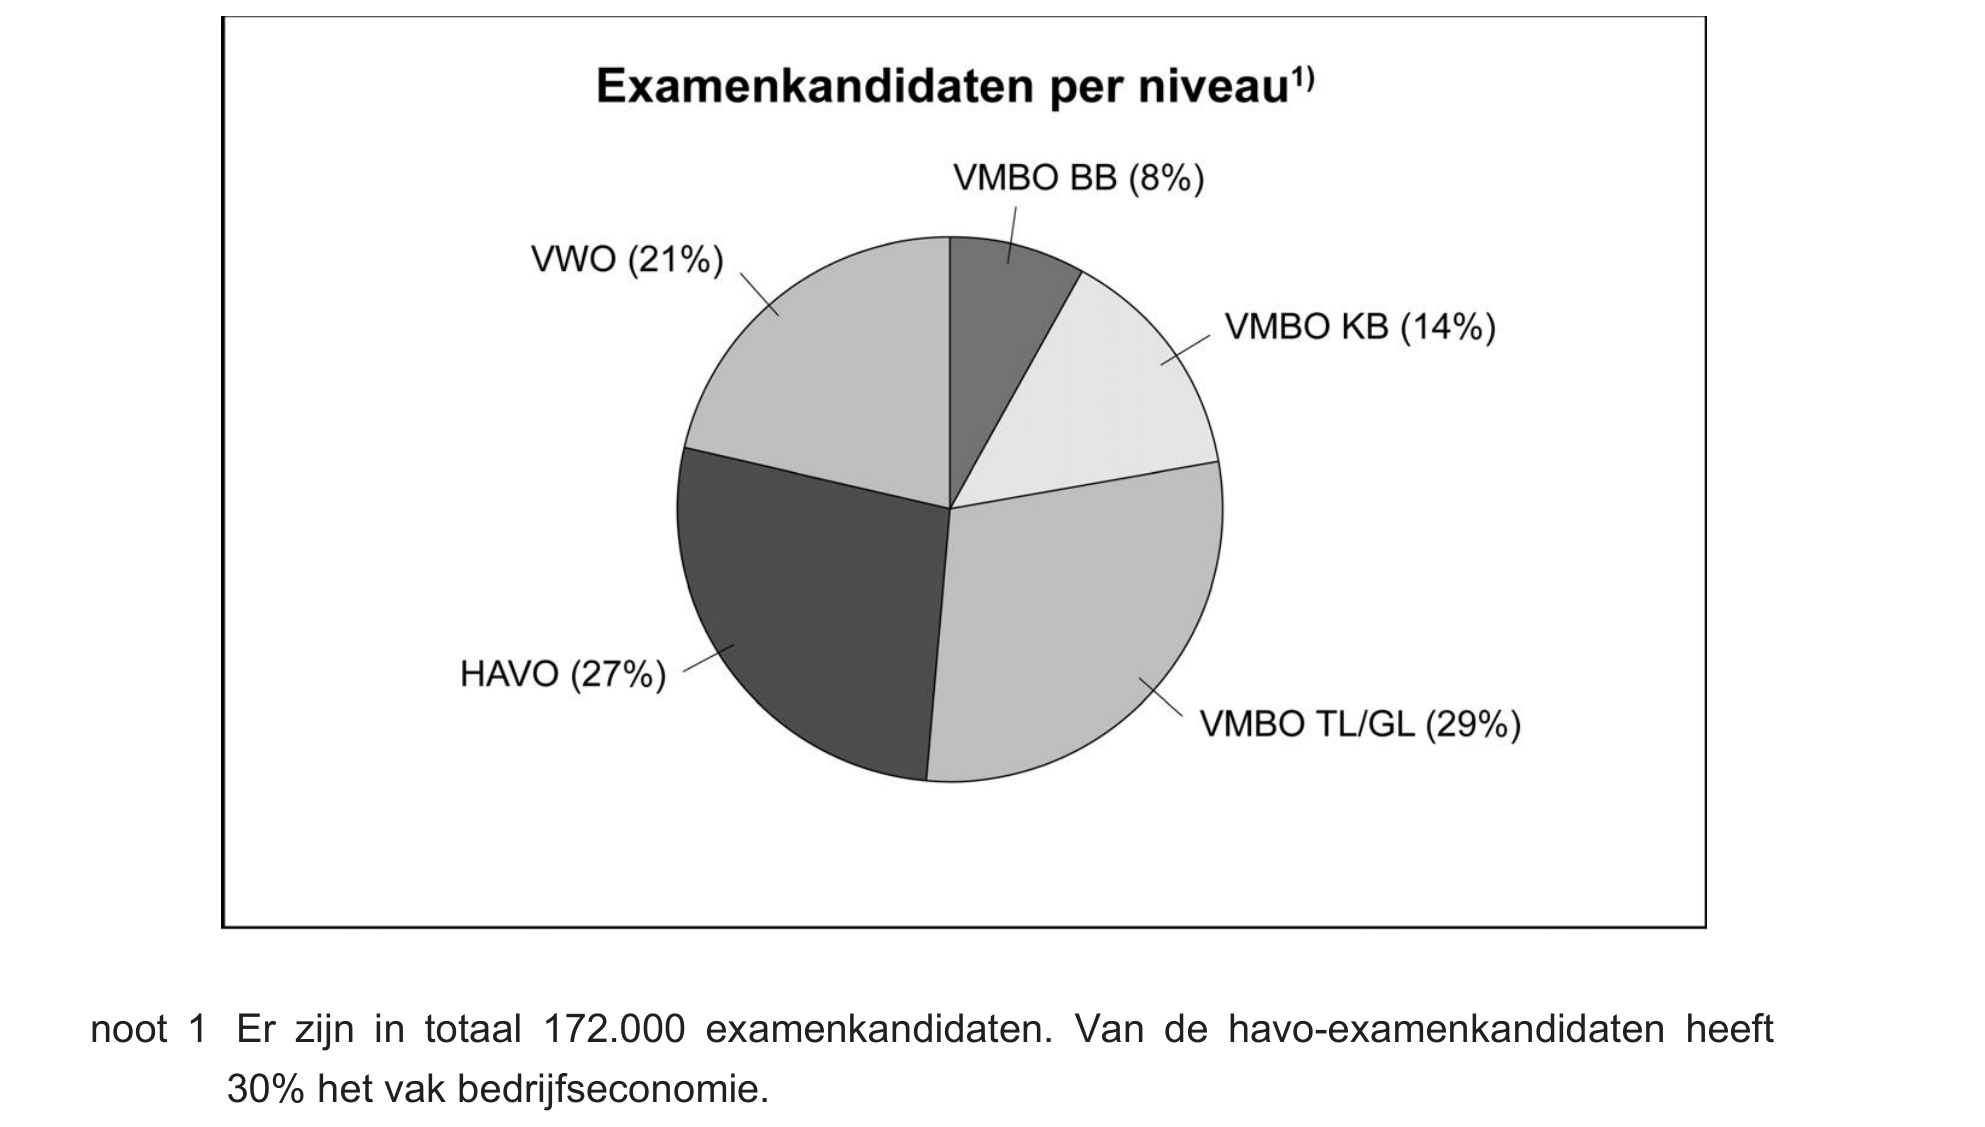 Examenkandidaten per niveau¹⁾
VMBO BB (8%)
VWO (21%)
VMBO KB (14%)
HAVO (27%)
VMBO TL/GL (29%)
noot 1 Er zijn in totaal 172.000 examenkandidaten. Van de havo-examenkandidaten heeft
30% het vak bedrijfseconomie.